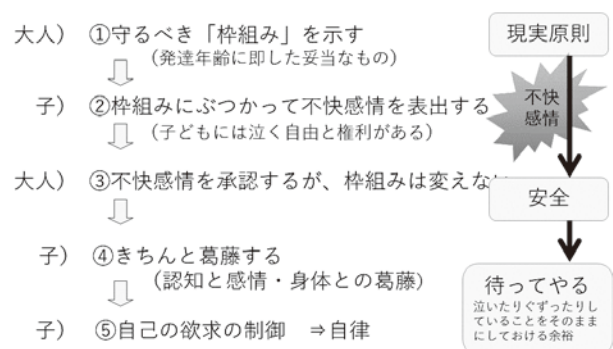 大人） ①守るべき「枠組み」を示す
（発達年齢に即した妥当なもの）
子） ②枠組みにぶつかって不快感情を表出する
（子どもには泣く自由と権利がある）
大人） ③不快感情を承認するが、枠組みは変えない
子） ④きちんと葛藤する
（認知と感情・身体との葛藤）
子） ⑤自己の欲求の制御 ⇒自律
現実原則
不快
感情
安全
待ってやる
泣いたりぐずったりし
ていることをそのまま
にしておける余裕